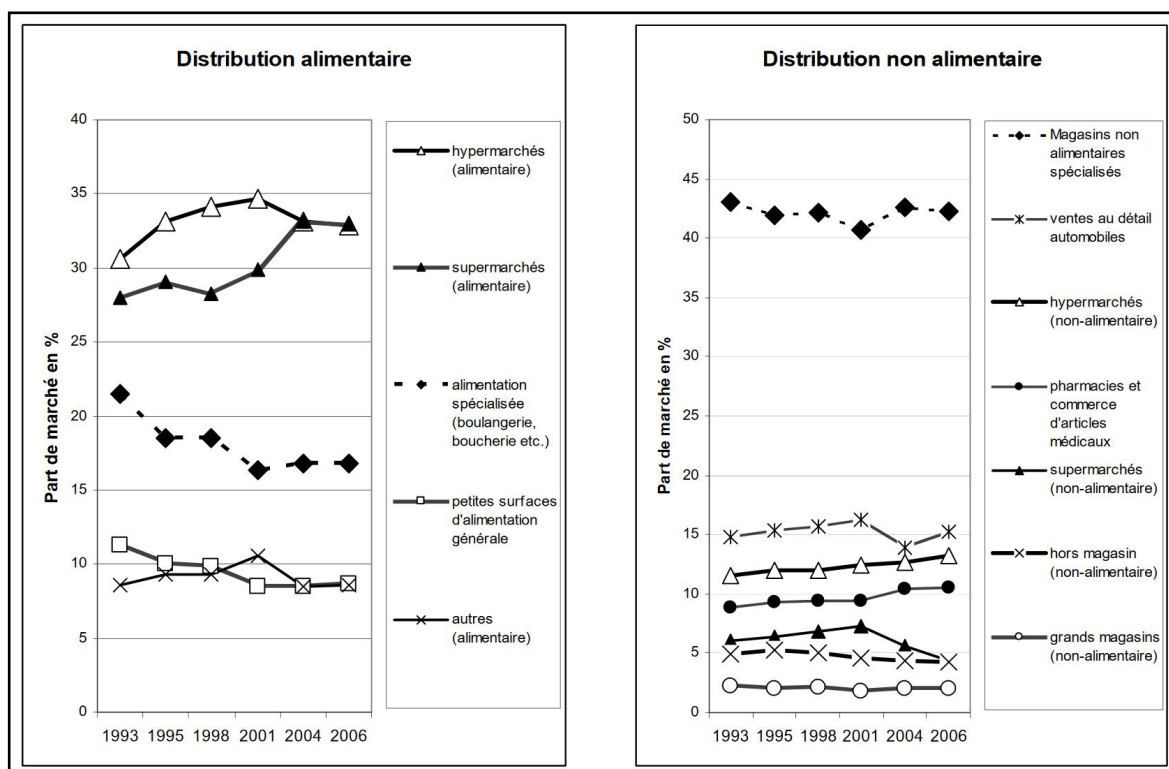 Distribution alimentaire
Part de marché en %
40
35
30
25
20
15
10
5
0
1993 1995 1998 2001 2004 2006
hypermarchés
(alimentaire)
supermarchés
(alimentaire)
alimentation
spécialisée
(boulangerie,
boucherie etc.)
petites surfaces
d'alimentation
générale
autres
(alimentaire)
Distribution non alimentaire
Part de marché en %
50
45
40
35
30
25
20
15
10
5
0
1993 1995 1998 2001 2004 2006
Magasins non
alimentaires
spécialisés
ventes au détail
automobiles
hypermarchés
(non-alimentaire)
pharmacies et
commerce
d'articles
médicaux
supermarchés
(non-alimentaire)
hors magasin
(non-alimentaire)
grands magasins
(non-alimentaire)